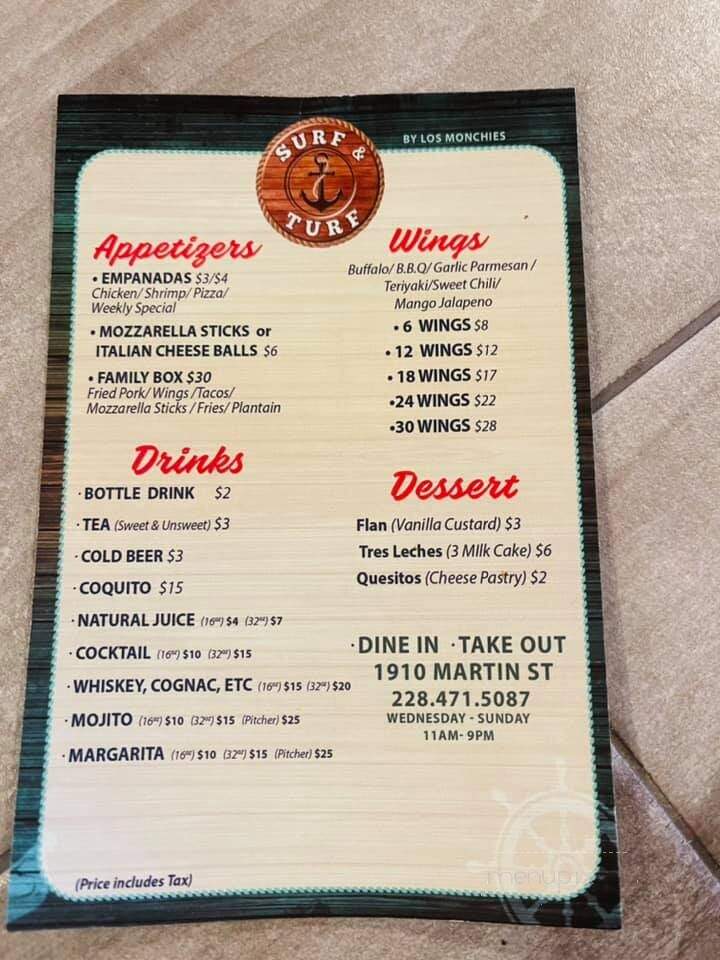 SURF &
TURF
BY LOS MONCHIES
Appetizers
• EMPANADAS $3/$4
Chicken/ Shrimp/ Pizza/
Weekly Special
• MOZZARELLA STICKS or
ITALIAN CHEESE BALLS $6
• FAMILY BOX $30
Fried Pork/ Wings /Tacos/
Mozzarella Sticks / Fries/ Plantain
Drinks
· BOTTLE DRINK $2
· TEA (Sweet & Unsweet) $3
· COLD BEER $3
· COQUITO $15
· NATURAL JUICE (16oz) $4 (32oz) $7
· COCKTAIL (16oz) $10 (32oz) $15
· WHISKEY, COGNAC, ETC (16oz) $15 (32oz) $20
· MOJITO (16oz) $10 (32oz) $15 (Pitcher) $25
· MARGARITA (16oz) $10 (32oz) $15 (Pitcher) $25
(Price includes Tax)
Wings
Buffalo/ B.B.Q/ Garlic Parmesan /
Teriyaki/Sweet Chili/
Mango Jalapeno
• 6 WINGS $8
• 12 WINGS $12
• 18 WINGS $17
•24 WINGS $22
•30 WINGS $28
Dessert
Flan (Vanilla Custard) $3
Tres Leches (3 MIlk Cake) $6
Quesitos (Cheese Pastry) $2
·DINE IN ·TAKE OUT
1910 MARTIN ST
228.471.5087
WEDNESDAY - SUNDAY
11AM- 9PM
menupix